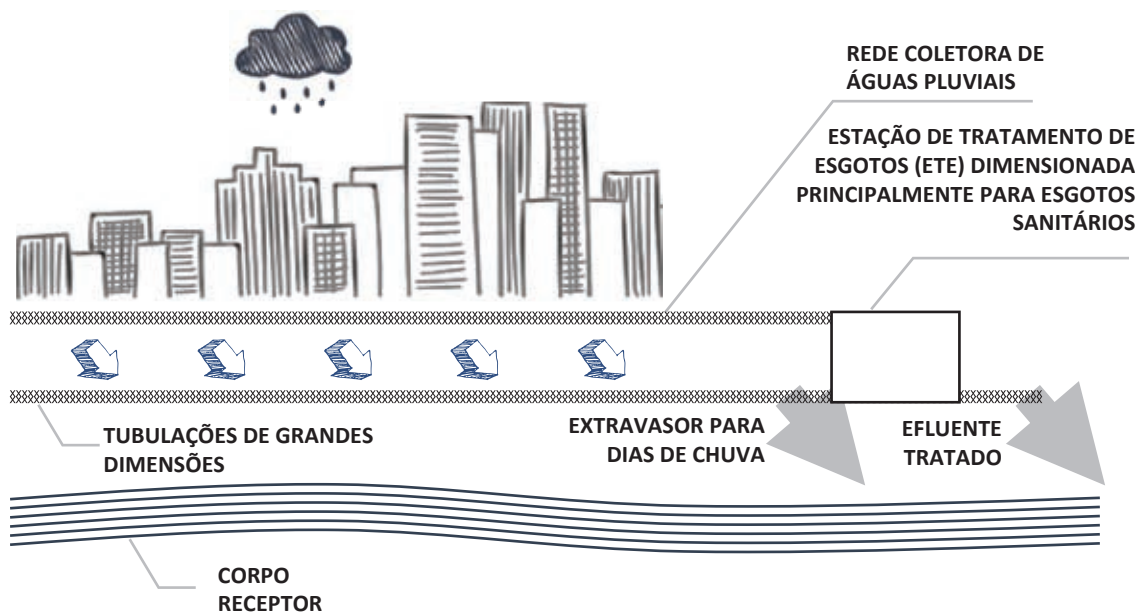 REDE COLETORA DE
ÁGUAS PLUVIAIS
ESTAÇÃO DE TRATAMENTO DE
ESGOTOS (ETE) DIMENSIONADA
PRINCIPALMENTE PARA ESGOTOS
SANITÁRIOS
TUBULAÇÕES DE GRANDES
DIMENSÕES
EXTRAVASOR PARA
DIAS DE CHUVA
EFLUENTE
TRATADO
CORPO
RECEPTOR